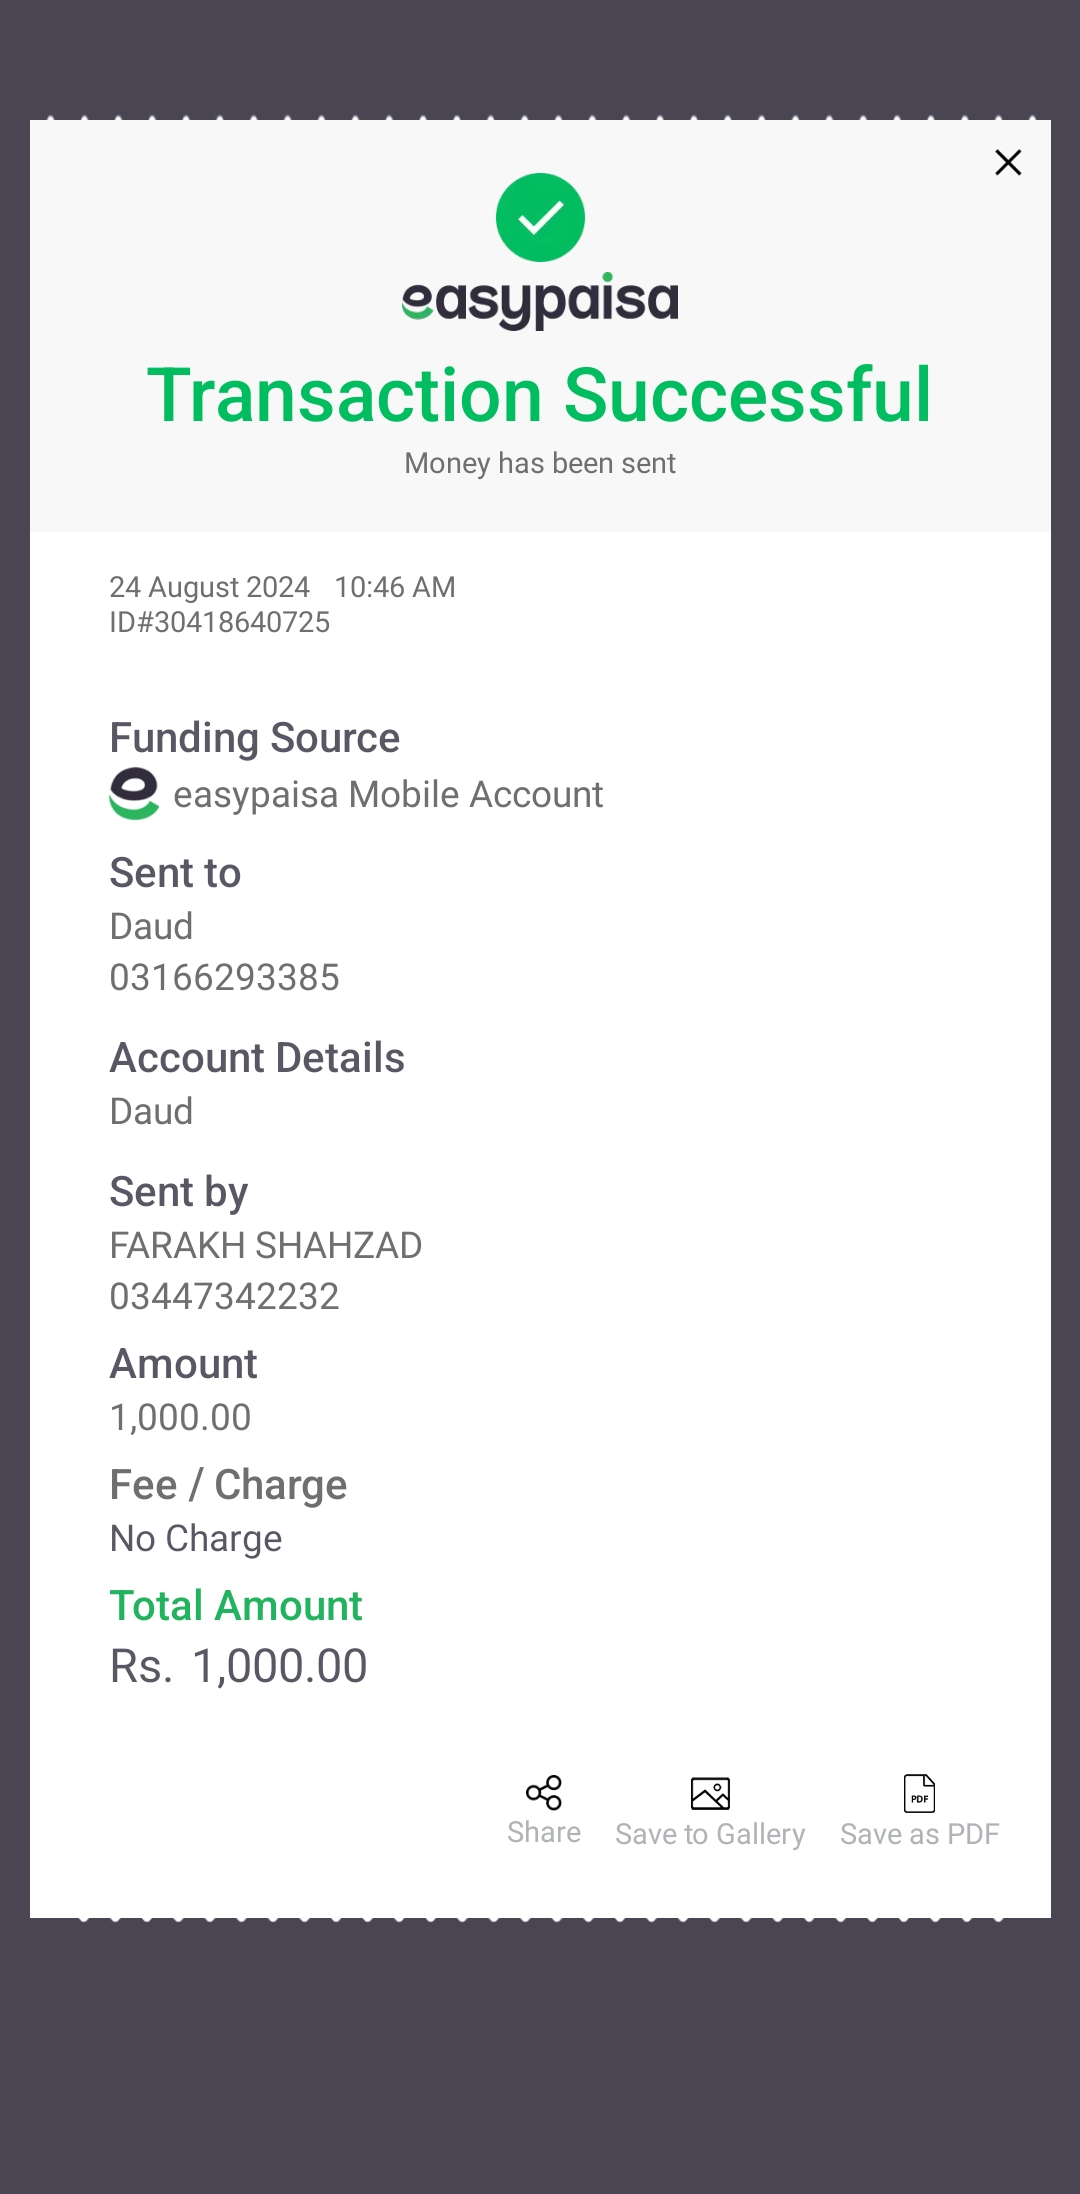 easypaisa
Transaction Successful
Money has been sent
24 August 2024 10:46 AM
ID#30418640725
Funding Source
easypaisa Mobile Account
Sent to
Daud
03166293385
Account Details
Daud
Sent by
FARAKH SHAHZAD
03447342232
Amount
1,000.00
Fee / Charge
No Charge
Total Amount
Rs. 1,000.00
PDF
Share Save to Gallery Save as PDF